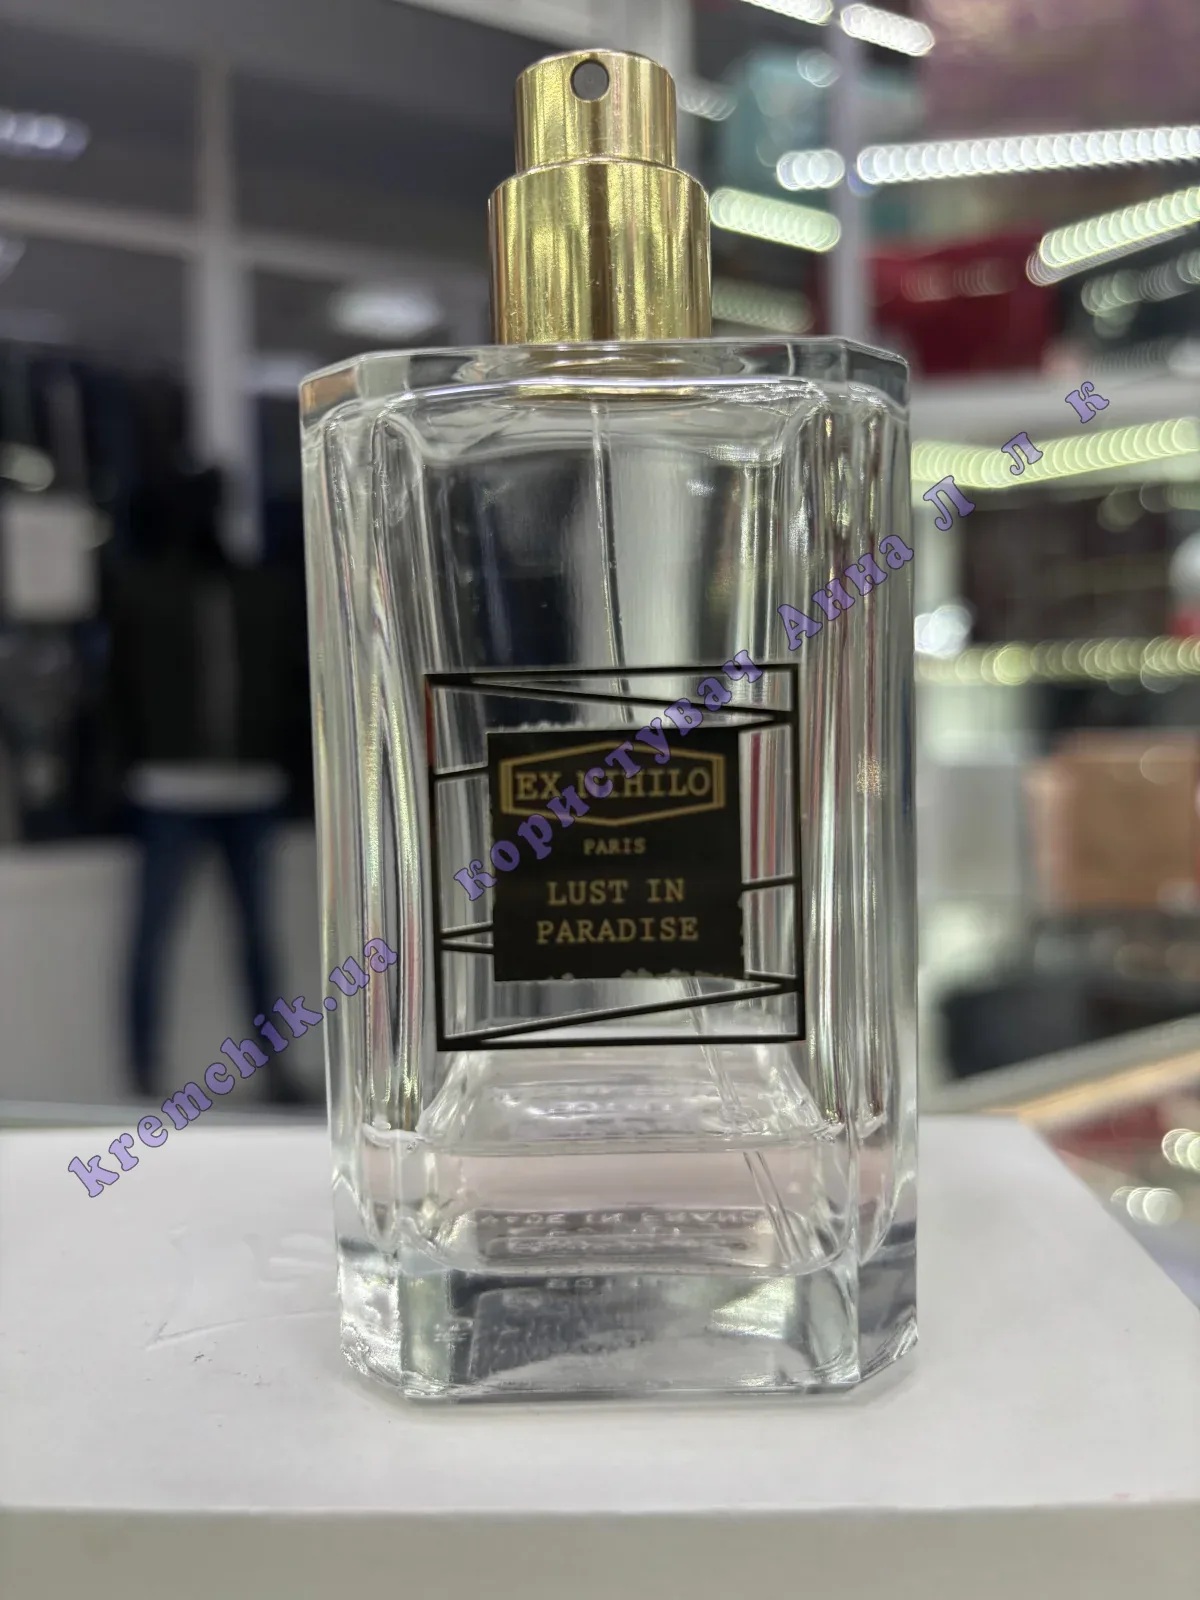 EX NIHILO
PARIS
LUST IN
PARADISE
kremchik.ua користувач Анна Л л к